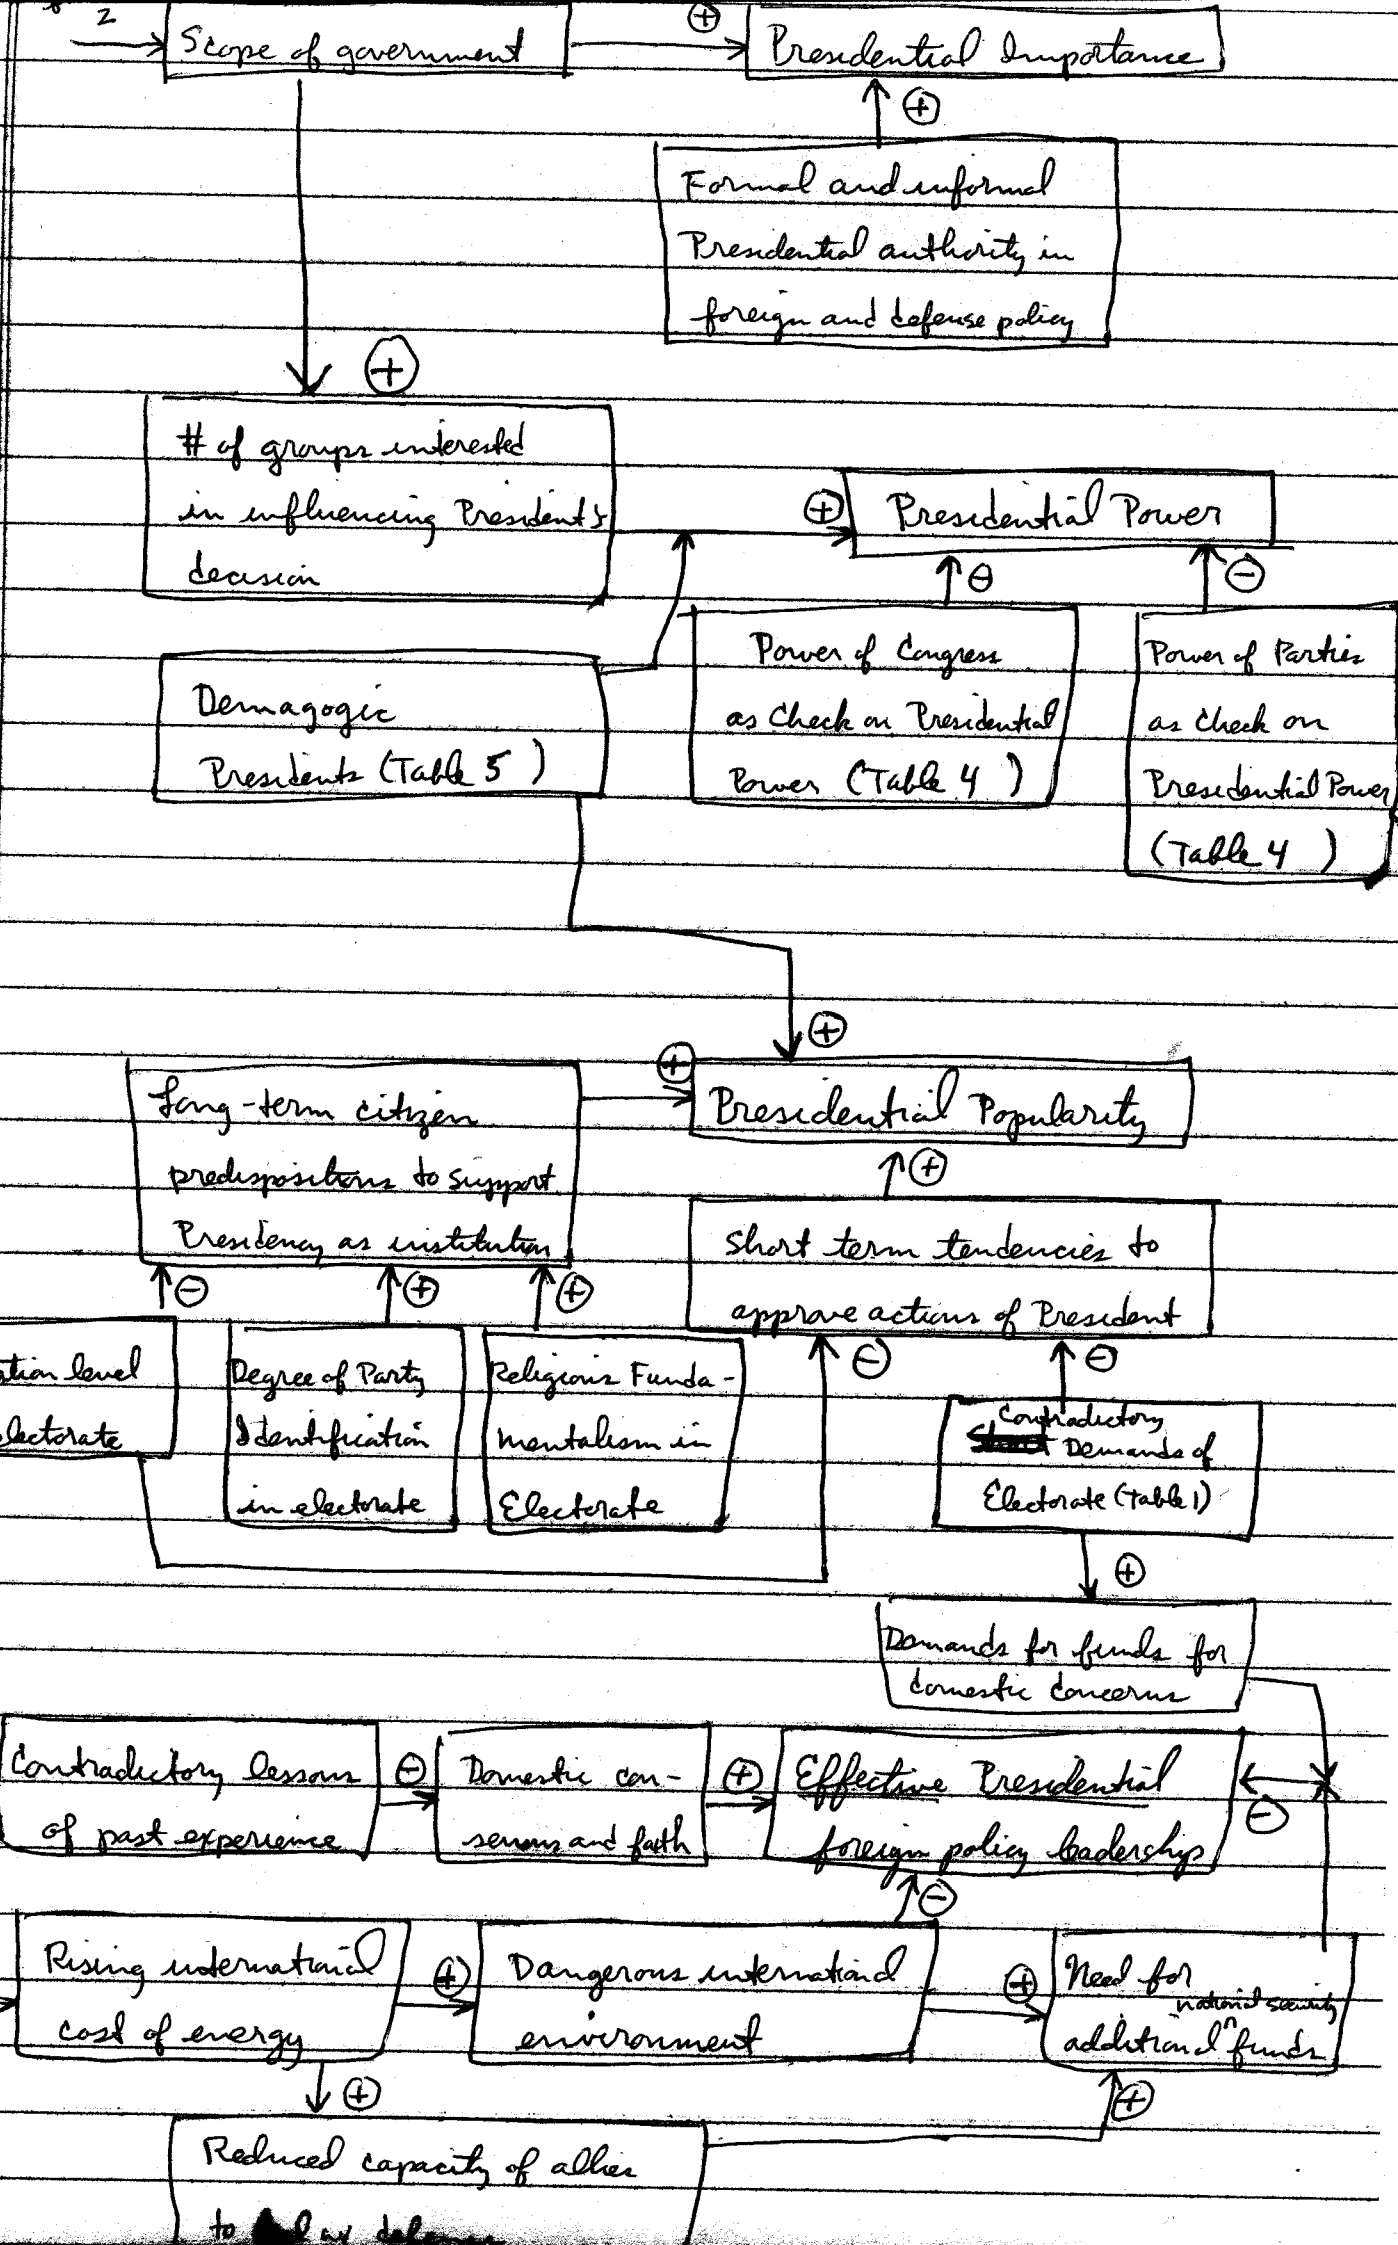 2
Scope of government
⊕
Presidential Importance
⊕
Formal and informal
Presidential authority in
foreign and defense policy
⊕
# of groups interested
in influencing President's
decision
⊕
Presidential Power
⊖
⊖
Demagogic
Presidents (Table 5 )
Power of Congress
as Check on Presidential
Power (Table 4 )
Power of Parties
as Check on
Presidential Power
(Table 4 )
⊕
Long-term citizen
predispositions to support
Presidency as institution
⊕
Presidential Popularity
⊕
Short term tendencies to
approve actions of President
⊖
⊕
⊕
⊖
⊖
tion level
lectorate
Degree of Party
Identification
in electorate
Religious Funda-
mentalism in
Electorate
Contradictory
Demands of
Electorate (Table 1)
⊕
Demands for funds for
domestic concerns
Contradictory lessons
of past experience
⊖
Domestic con-
sensus and faith
⊕
Effective Presidential
foreign policy leadership
⊖
⊖
Rising international
cost of energy
⊕
Dangerous international
environment
⊕
Need for
national security
additional ^ funds
⊕
⊕
Reduced capacity of allies
to